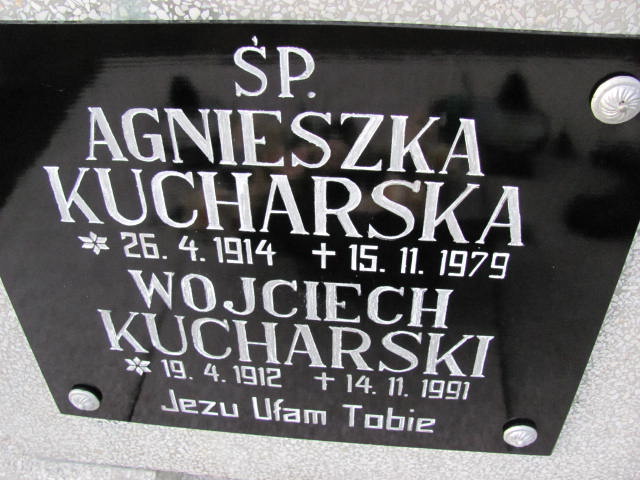 ŚP.
AGNIESZKA
KUCHARSKA
* 26. 4. 1914 + 15. 11. 1979
WOJCIECH
KUCHARSKI
* 19. 4. 1912 + 14. 11. 1991
Jezu Ufam Tobie